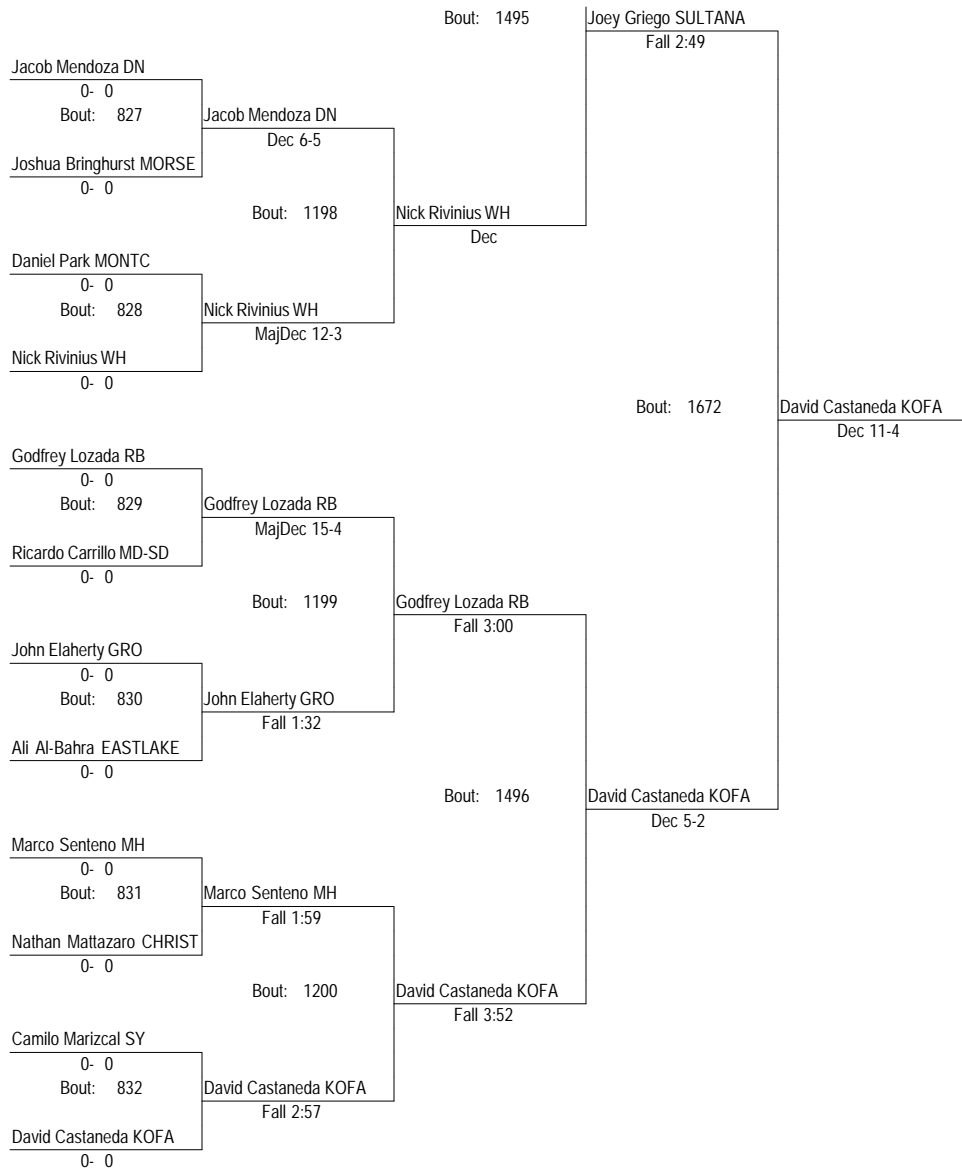 Bout: 1495 Joey Griego SULTANA
Fall 2:49
Jacob Mendoza DN
0- 0
Bout: 827 Jacob Mendoza DN
Dec 6-5
Joshua Bringhurst MORSE
0- 0
Bout: 1198 Nick Rivinius WH
Dec
Daniel Park MONTC
0- 0
Bout: 828 Nick Rivinius WH
MajDec 12-3
Nick Rivinius WH
0- 0
Bout: 1672 David Castaneda KOFA
Dec 11-4
Godfrey Lozada RB
0- 0
Bout: 829 Godfrey Lozada RB
MajDec 15-4
Ricardo Carrillo MD-SD
0- 0
Bout: 1199 Godfrey Lozada RB
Fall 3:00
John Elaherty GRO
0- 0
Bout: 830 John Elaherty GRO
Fall 1:32
Ali Al-Bahra EASTLAKE
0- 0
Bout: 1496 David Castaneda KOFA
Dec 5-2
Marco Senteno MH
0- 0
Bout: 831 Marco Senteno MH
Fall 1:59
Nathan Mattazaro CHRIST
0- 0
Bout: 1200 David Castaneda KOFA
Fall 3:52
Camilo Marizcal SY
0- 0
Bout: 832 David Castaneda KOFA
Fall 2:57
David Castaneda KOFA
0- 0